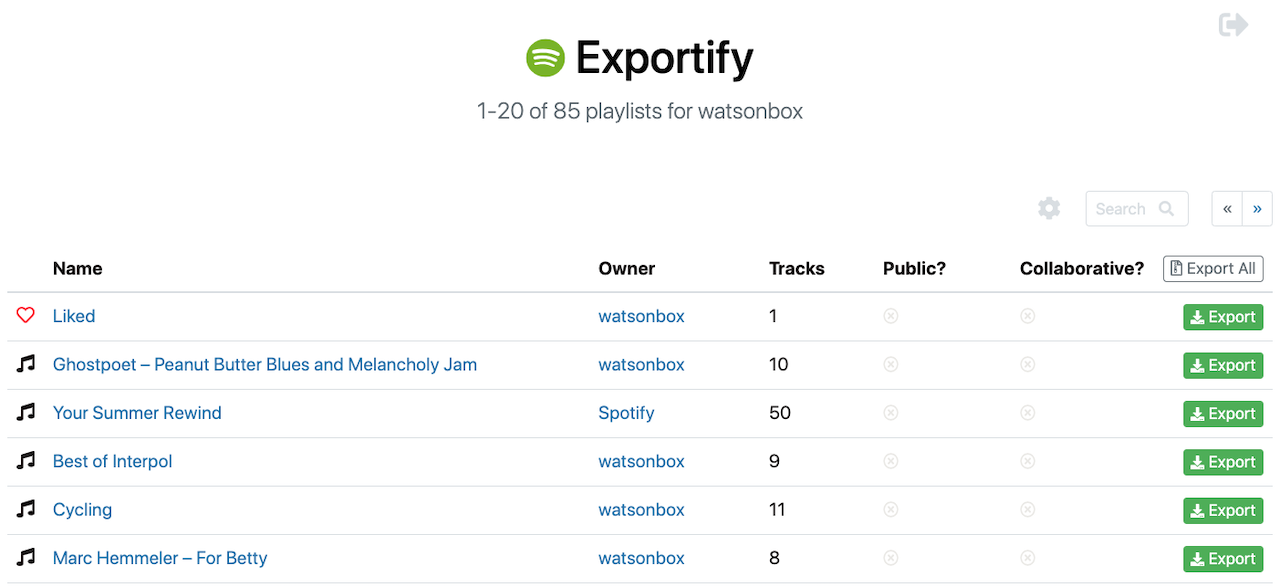 Exportify
1-20 of 85 playlists for watsonbox
Search « »
Name Owner Tracks Public? Collaborative? Export All
Liked watsonbox 1 Export
Ghostpoet – Peanut Butter Blues and Melancholy Jam watsonbox 10 Export
Your Summer Rewind Spotify 50 Export
Best of Interpol watsonbox 9 Export
Cycling watsonbox 11 Export
Marc Hemmeler – For Betty watsonbox 8 Export